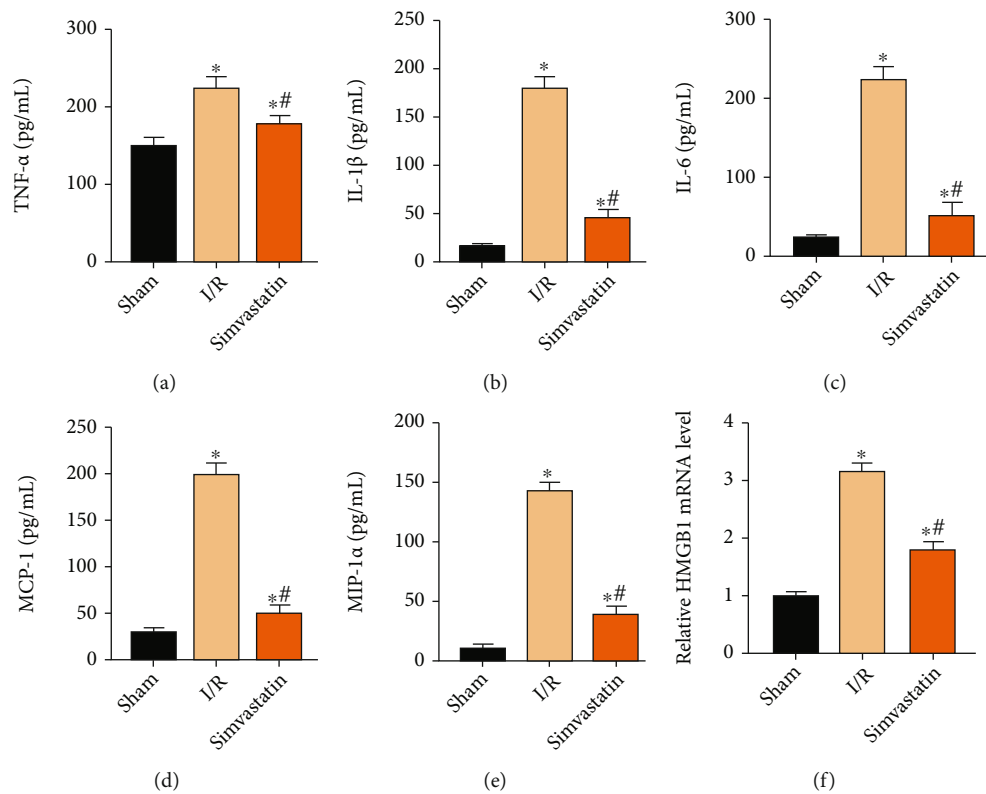 TNF-α (pg/mL)
300
200
100
0
*
*#
Sham
I/R
Simvastatin
(a)
IL-1β (pg/mL)
250
200
150
100
50
0
*
*#
Sham
I/R
Simvastatin
(b)
IL-6 (pg/mL)
300
200
100
0
*
*#
Sham
I/R
Simvastatin
(c)
MCP-1 (pg/mL)
250
200
150
100
50
0
*
*#
Sham
I/R
Simvastatin
(d)
MIP-1α (pg/mL)
200
150
100
50
0
*
*#
Sham
I/R
Simvastatin
(e)
Relative HMGB1 mRNA level
4
3
2
1
0
*
*#
Sham
I/R
Simvastatin
(f)